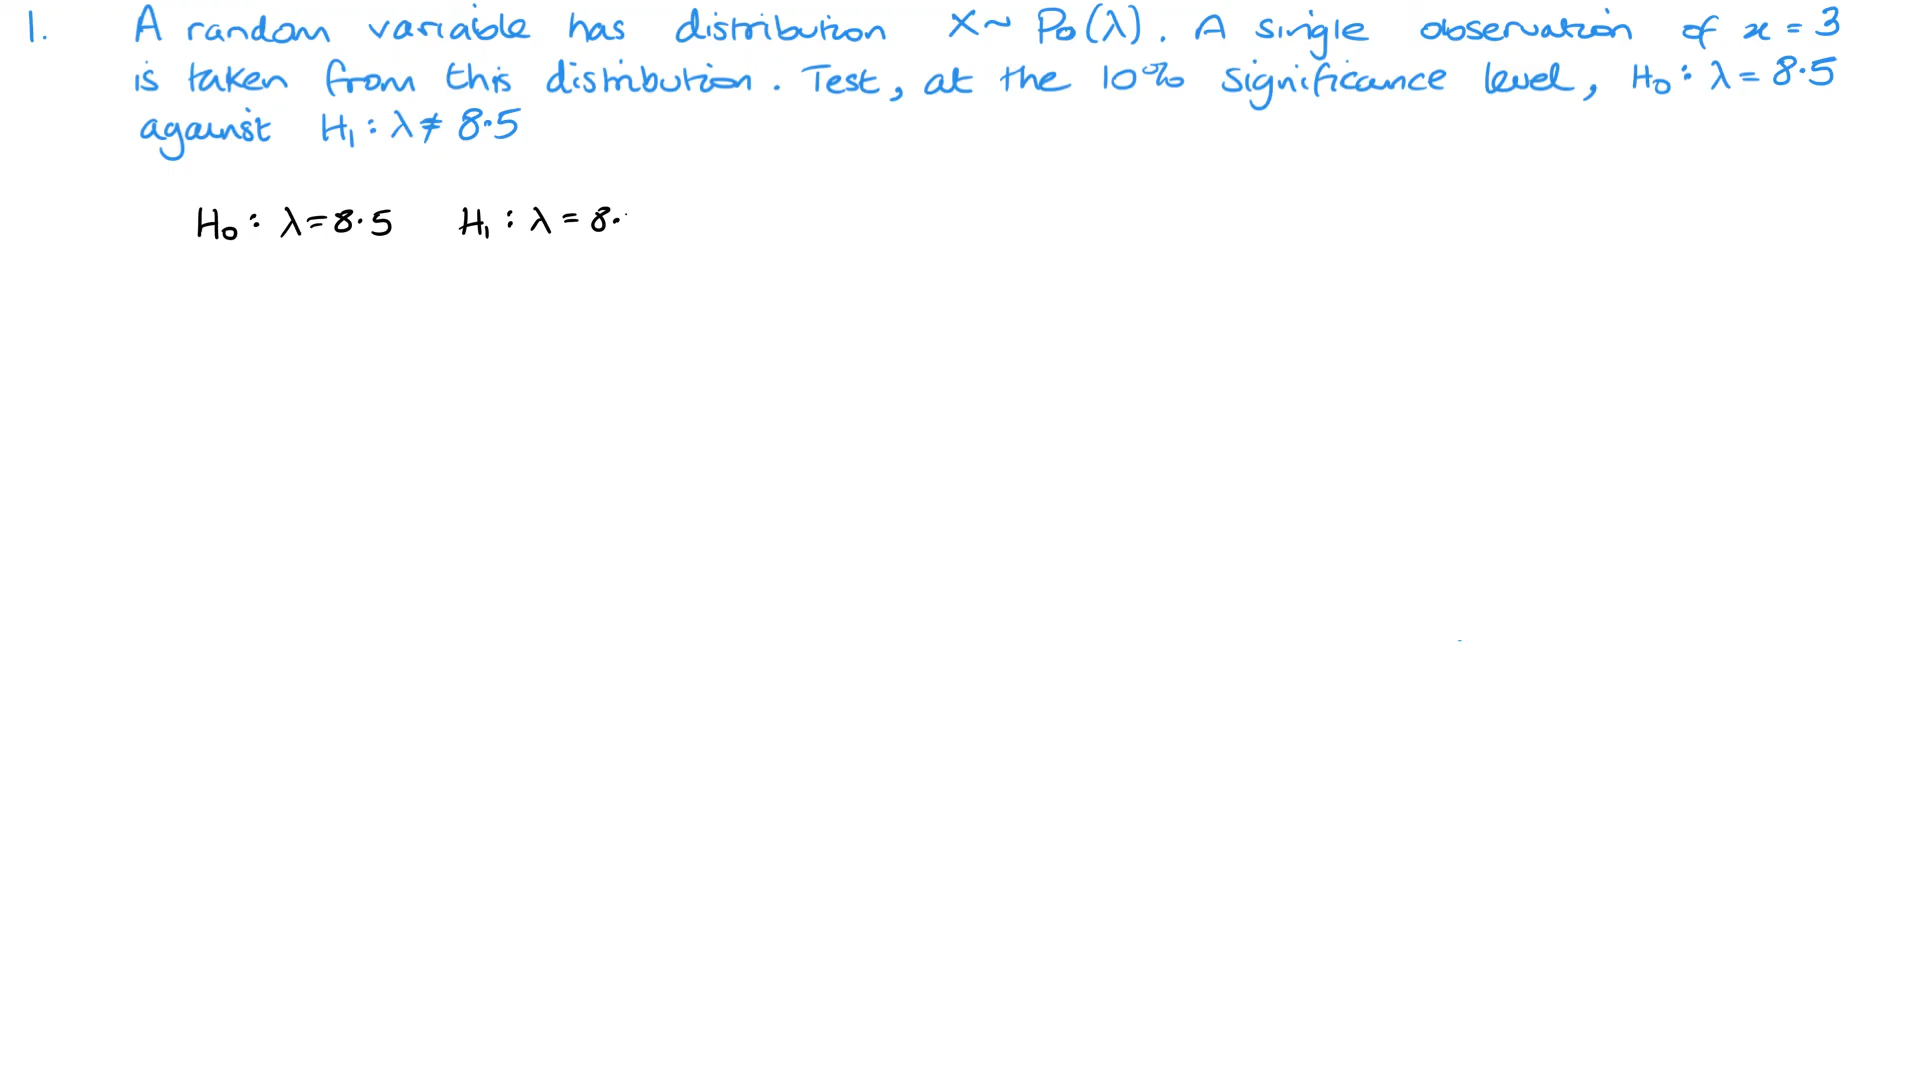 1. A random variable has distribution X~ Po(λ). A single observation of x = 3
is taken from this distribution. Test, at the 10% significance level, H₀: λ = 8.5
against H₁: λ ≠ 8.5
H₀: λ=8.5 H₁: λ = 8.